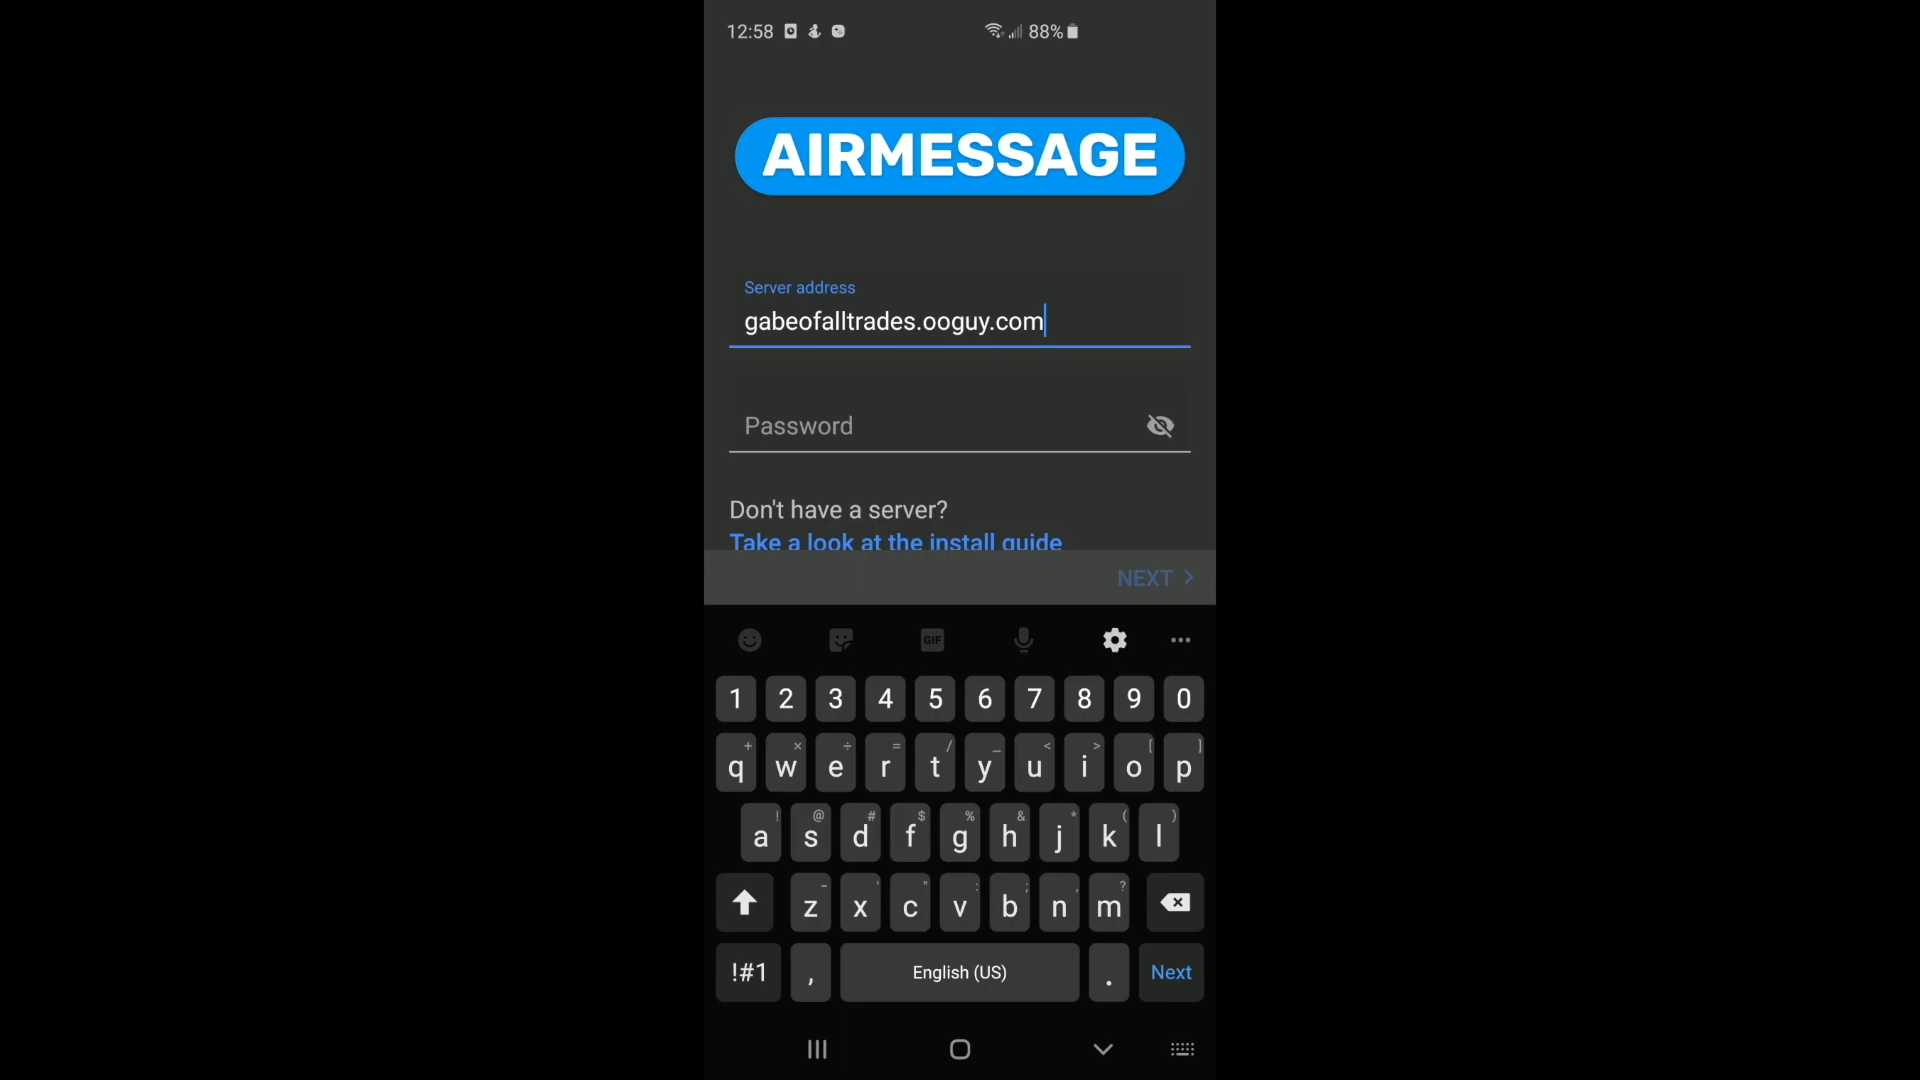 12:58
88%
AIRMESSAGE
Server address
gabeofalltrades.ooguy.com
Password
Don't have a server?
Take a look at the install guide
NEXT
GIF
1 2 3 4 5 6 7 8 9 0
+ × ÷ = / _ < > [ ]
q w e r t y u i o p
! @ # $ % & * ( )
a s d f g h j k l
- ' " : ; , ?
z x c v b n m
!#1 , English (US) . Next